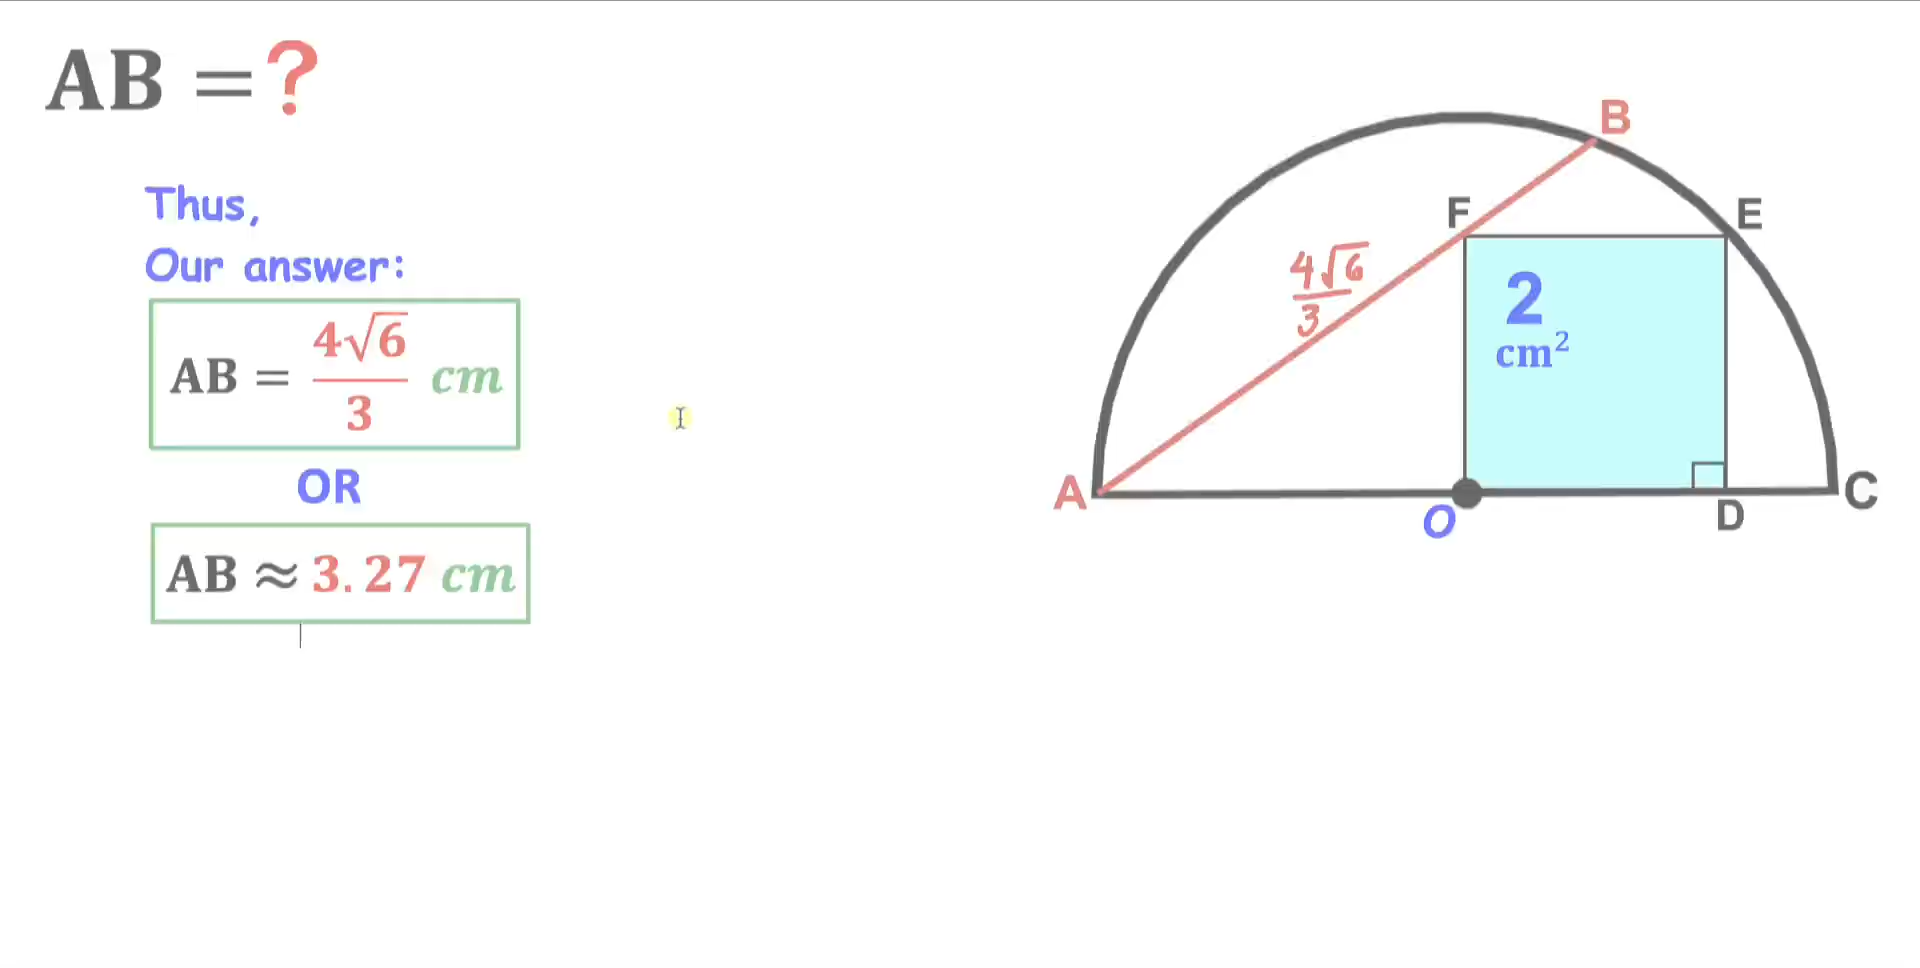 AB =?
Thus,
Our answer:
AB = 4√6/3 cm
OR
AB ≈ 3.27 cm
B
F
E
4√6/3
2
cm²
A
O
D
C